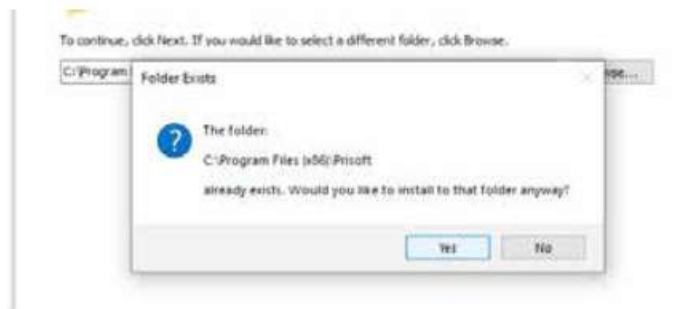 To continue, click Next. If you would like to select a different folder, click Browse.
C:\Program
Folder Exists
The folder:
C:\Program Files (x86)\Prisoft
already exists. Would you like to install to that folder anyway?
Yes
No